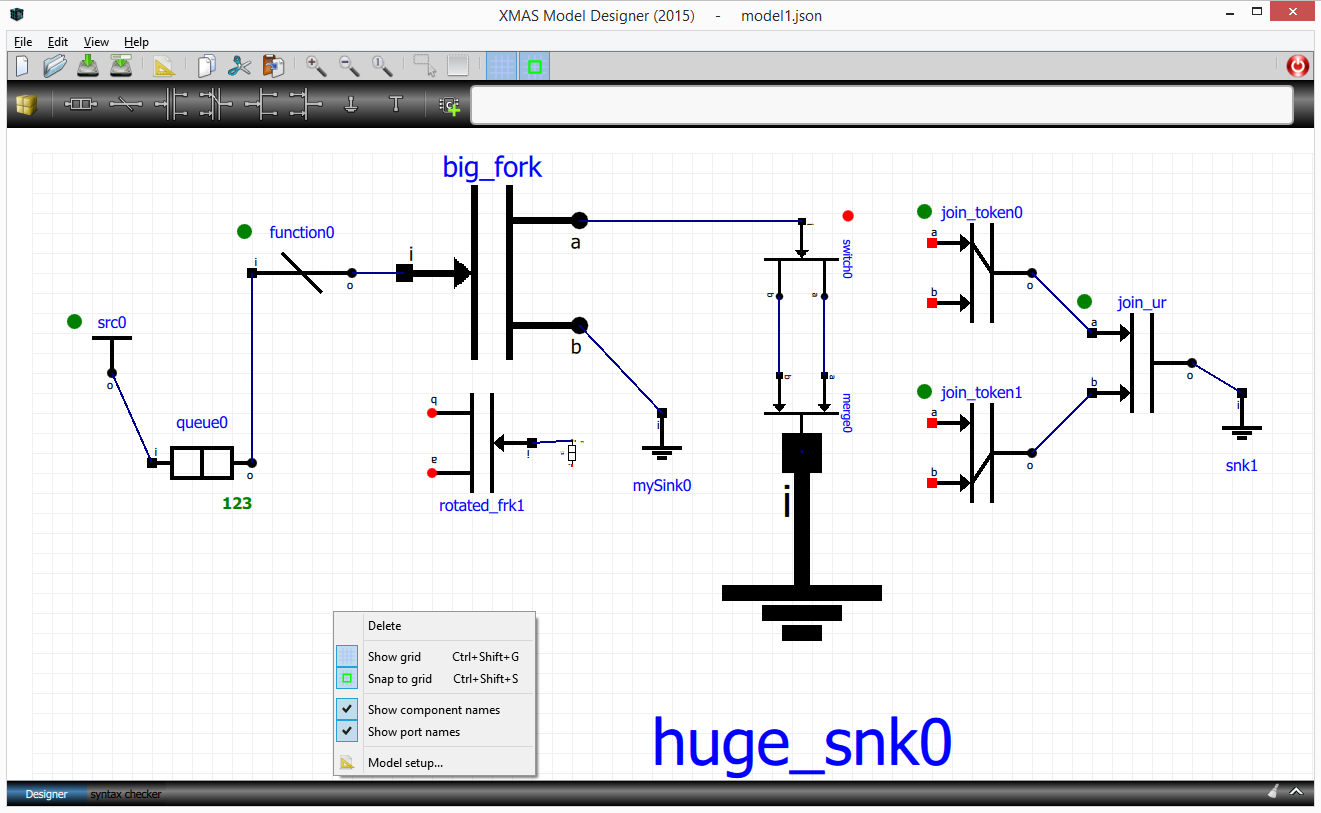 XMAS Model Designer (2015) - model1.json
File Edit View Help
big_fork
function0
i
o
i
a
b
src0
o
queue0
i
o
123
b
a
i
rotated_frk1
i
mySink0
switch0
b
a
b
a
merge0
i
huge_snk0
join_token0
a
b
o
join_ur
a
b
o
join_token1
a
b
o
i
snk1
Delete
Show grid Ctrl+Shift+G
Snap to grid Ctrl+Shift+S
Show component names
Show port names
Model setup...
Designer syntax checker